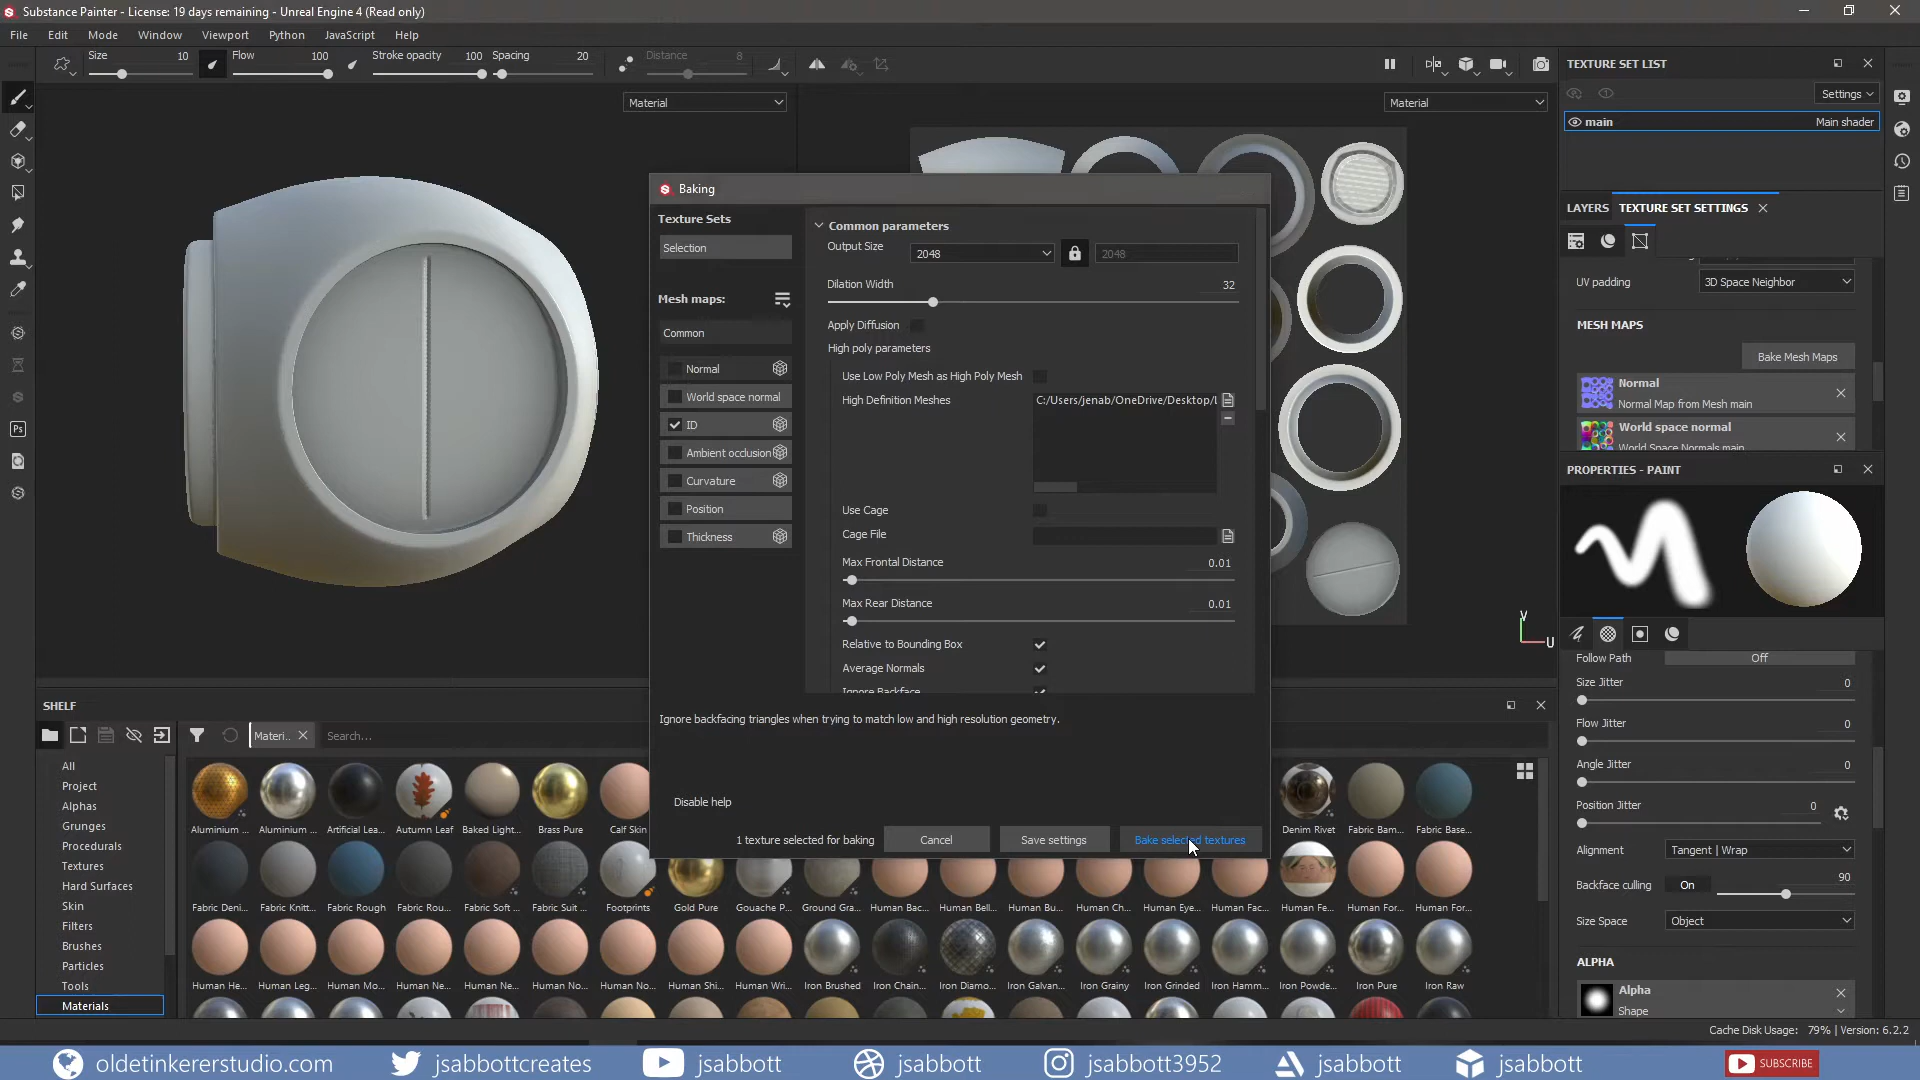 Substance Painter - License: 19 days remaining - Unreal Engine 4 (Read only)
File Edit Mode Window Viewport Python JavaScript Help
Size 10 Flow 100 Stroke opacity 100 Spacing 20 Distance 8
Material
Material
TEXTURE SET LIST
Settings
main Main shader
LAYERS TEXTURE SET SETTINGS
UV padding 3D Space Neighbor
MESH MAPS
Bake Mesh Maps
Normal
Normal Map from Mesh main
World space normal
World Space Normals main
PROPERTIES - PAINT
Follow Path Off
Size Jitter 0
Flow Jitter 0
Angle Jitter 0
Position Jitter 0
Alignment Tangent | Wrap
Backface culling On 90
Size Space Object
ALPHA
Alpha
Shape
Baking
Texture Sets
Selection
Mesh maps:
Common
Normal
World space normal
ID
Ambient occlusion
Curvature
Position
Thickness
Common parameters
Output Size 2048 2048
Dilation Width 32
Apply Diffusion
High poly parameters
Use Low Poly Mesh as High Poly Mesh
High Definition Meshes C:/Users/jenab/OneDrive/Desktop/
Use Cage
Cage File
Max Frontal Distance 0.01
Max Rear Distance 0.01
Relative to Bounding Box
Average Normals
Ignore Backface
Ignore backfacing triangles when trying to match low and high resolution geometry.
Disable help
1 texture selected for baking Cancel Save settings Bake selected textures
V
U
SHELF
Materi.. Search...
All
Project
Alphas
Grunges
Procedurals
Textures
Hard Surfaces
Skin
Filters
Brushes
Particles
Tools
Materials
Aluminium ... Aluminium ... Artificial Lea... Autumn Leaf Baked Light... Brass Pure Calf Skin Denim Rivet Fabric Bam... Fabric Base...
Fabric Deni... Fabric Knitt... Fabric Rough Fabric Rou... Fabric Soft ... Fabric Suit ... Footprints Gold Pure Gouache P... Ground Gra... Human Bac... Human Bell... Human Bu... Human Ch... Human Eye... Human Fac... Human Fe... Human For... Human For...
Human He... Human Leg... Human Mo... Human Ne... Human Ne... Human No... Human No... Human Shi... Human Wri... Iron Brushed Iron Chain... Iron Diamo... Iron Galvan... Iron Grainy Iron Grinded Iron Hamm... Iron Powde... Iron Pure Iron Raw
Cache Disk Usage: 79% | Version: 6.2.2
oldetinkererstudio.com jsabbottcreates jsabbott jsabbott jsabbott3952 jsabbott jsabbott SUBSCRIBE